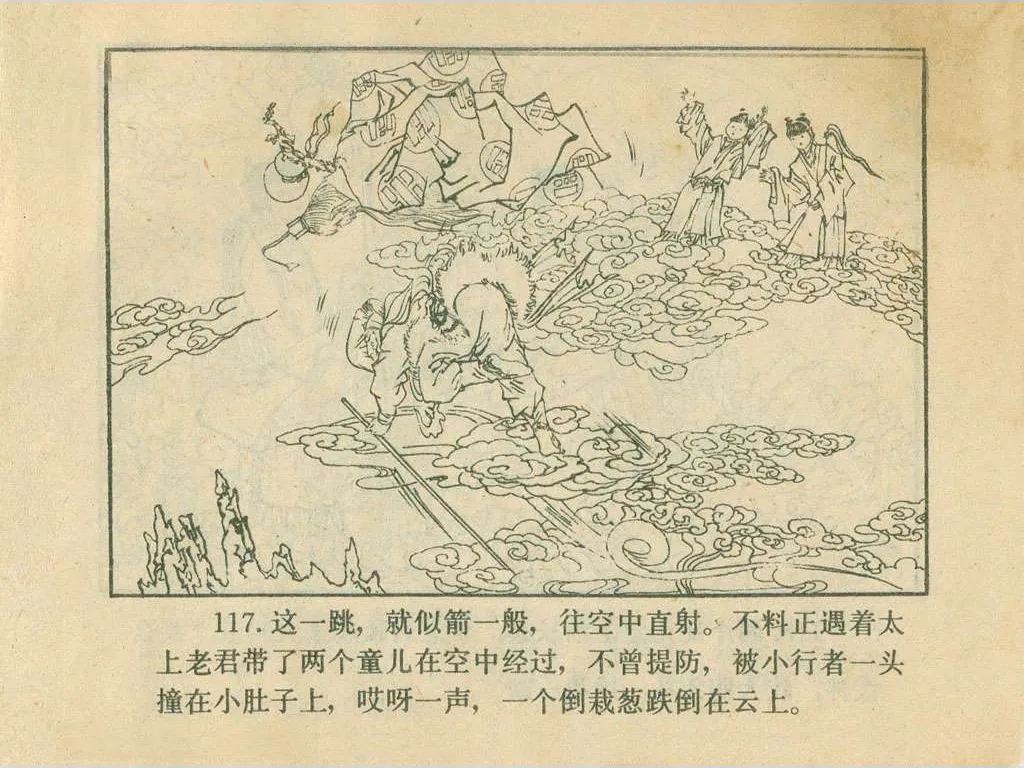 117. 这一跳，就似箭一般，往空中直射。不料正遇着太
上老君带了两个童儿在空中经过，不曾提防，被小行者一头
撞在小肚子上，哎呀一声，一个倒栽葱跌倒在云上。